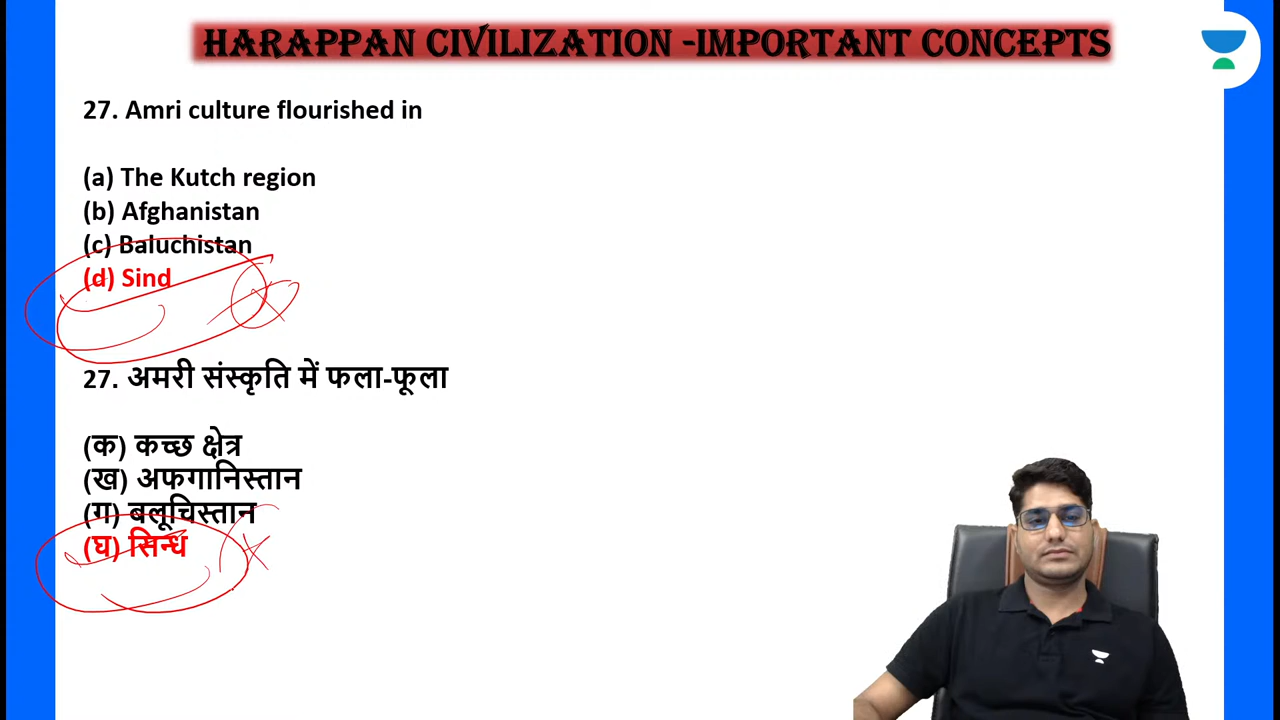 HARAPPAN CIVILIZATION -IMPORTANT CONCEPTS
27. Amri culture flourished in
(a) The Kutch region
(b) Afghanistan
(c) Baluchistan
(d) Sind
27. अमरी संस्कृति में फला-फूला
(क) कच्छ क्षेत्र
(ख) अफगानिस्तान
(ग) बलूचिस्तान
(घ) सिन्ध